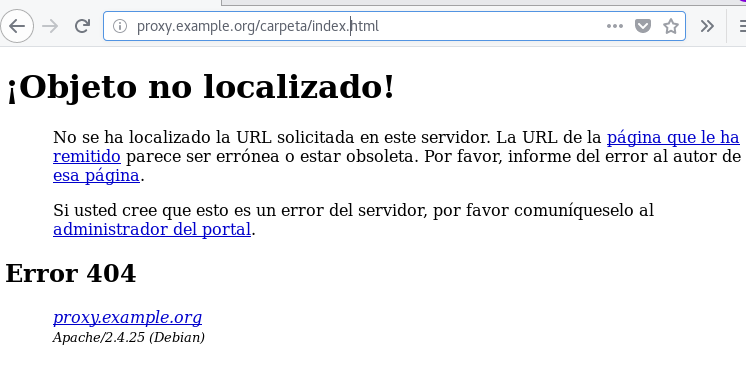 proxy.example.org/carpeta/index.html
¡Objeto no localizado!
No se ha localizado la URL solicitada en este servidor. La URL de la página que le ha
remitido parece ser errónea o estar obsoleta. Por favor, informe del error al autor de
esa página.
Si usted cree que esto es un error del servidor, por favor comuníqueselo al
administrador del portal.
Error 404
proxy.example.org
Apache/2.4.25 (Debian)